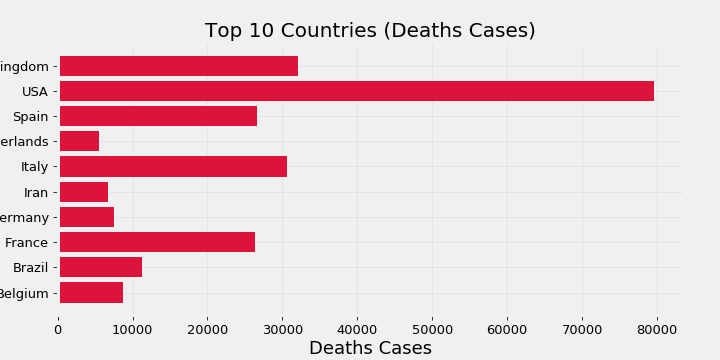 Top 10 Countries (Deaths Cases)
ingdom
USA
Spain
erlands
Italy
Iran
ermany
France
Brazil
Belgium
0 10000 20000 30000 40000 50000 60000 70000 80000
Deaths Cases